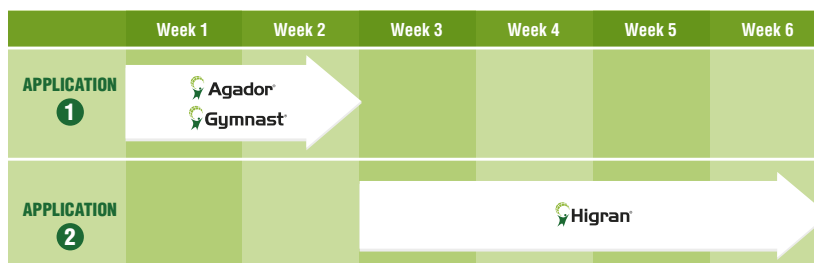 Week 1 Week 2 Week 3 Week 4 Week 5 Week 6
APPLICATION
1
Agador
Gymnast
APPLICATION
2
Higran